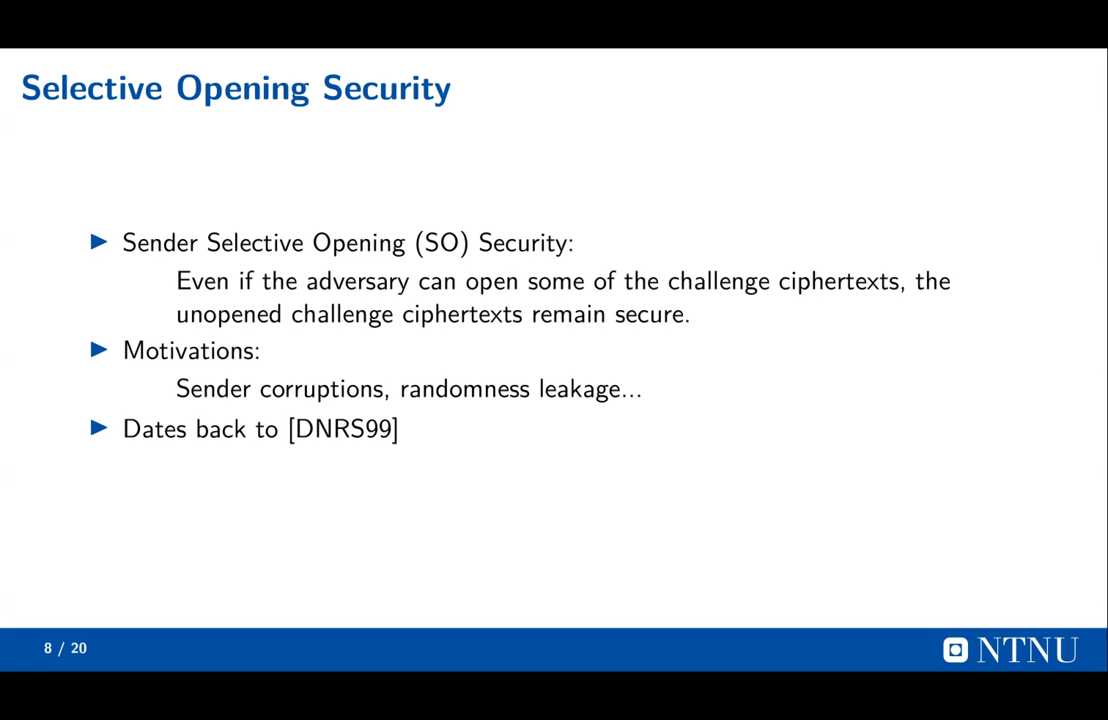 Selective Opening Security
▶ Sender Selective Opening (SO) Security:
Even if the adversary can open some of the challenge ciphertexts, the
unopened challenge ciphertexts remain secure.
▶ Motivations:
Sender corruptions, randomness leakage...
▶ Dates back to [DNRS99]
8 / 20
NTNU